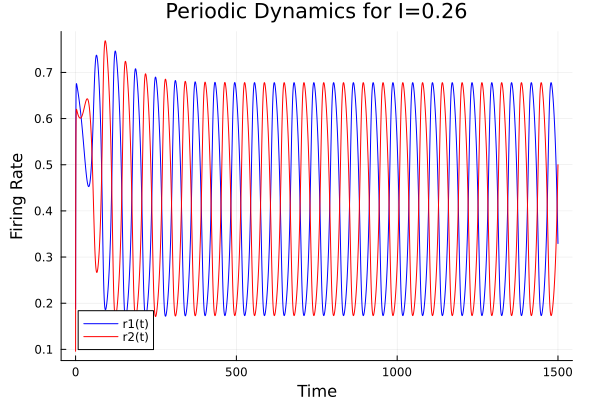 Periodic Dynamics for I=0.26
Firing Rate
0.7
0.6
0.5
0.4
0.3
0.2
0.1
r1(t)
r2(t)
0
500
1000
1500
Time